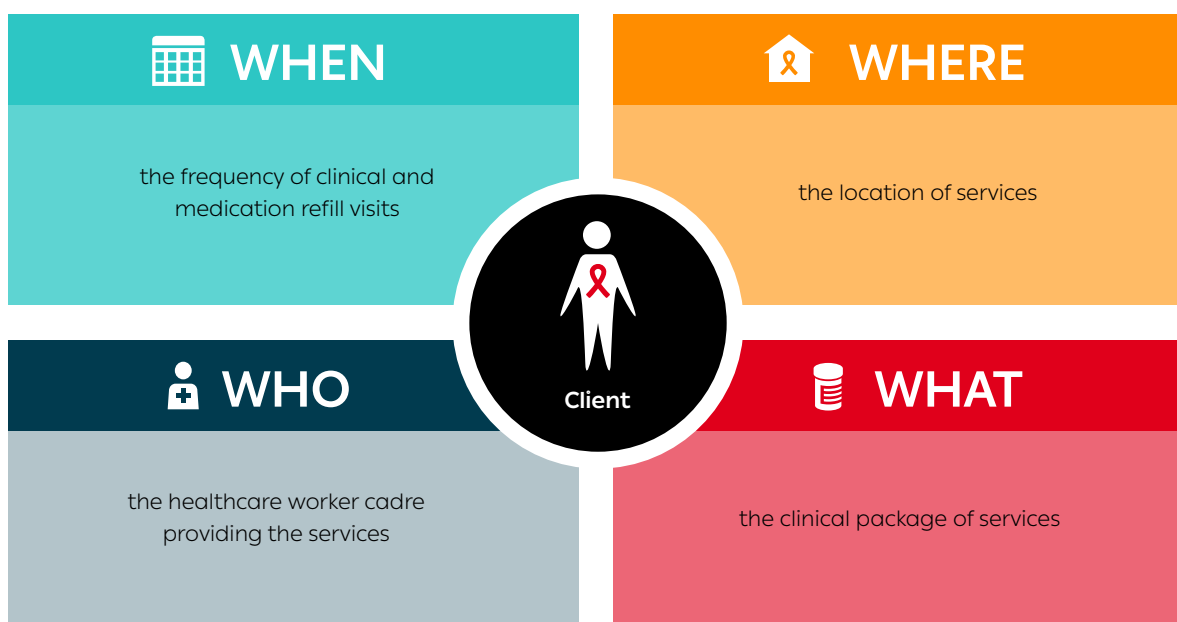 WHEN
the frequency of clinical and
medication refill visits
WHERE
the location of services
Client
WHO
the healthcare worker cadre
providing the services
WHAT
the clinical package of services